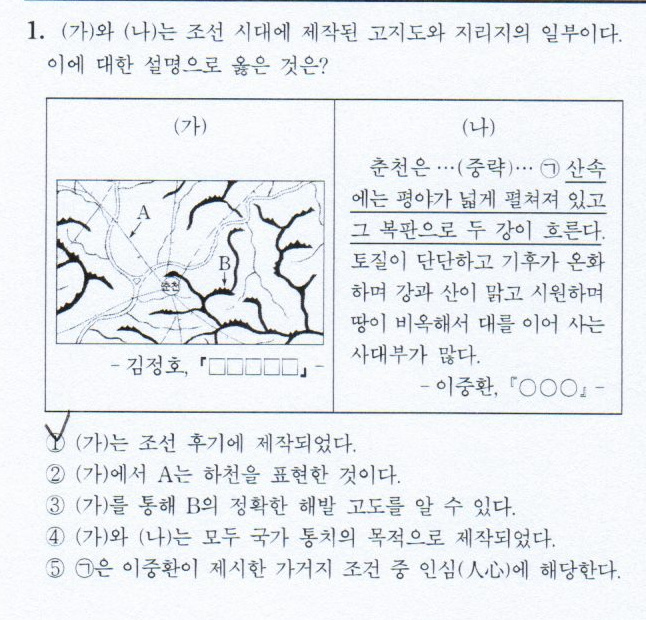 1. (가)와 (나)는 조선 시대에 제작된 고지도와 지리지의 일부이다.
이에 대한 설명으로 옳은 것은?
(가)
A
B
춘천
- 김정호, 『□□□□□』 -
(나)
춘천은 …(중략)… ㉠ 산속
에는 평야가 넓게 펼쳐져 있고
그 복판으로 두 강이 흐른다.
토질이 단단하고 기후가 온화
하며 강과 산이 맑고 시원하며
땅이 비옥해서 대를 이어 사는
사대부가 많다.
- 이중환, 『○○○』 -
① (가)는 조선 후기에 제작되었다.
② (가)에서 A는 하천을 표현한 것이다.
③ (가)를 통해 B의 정확한 해발 고도를 알 수 있다.
④ (가)와 (나)는 모두 국가 통치의 목적으로 제작되었다.
⑤ ㉠은 이중환이 제시한 가거지 조건 중 인심(人心)에 해당한다.